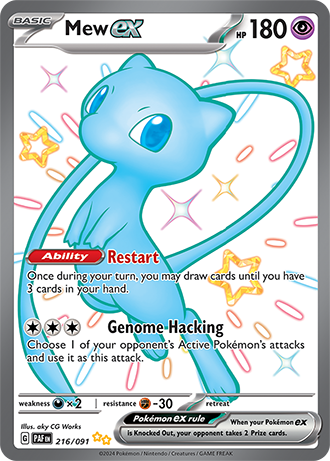 BASIC
Mew ex HP 180
Ability Restart
Once during your turn, you may draw cards until you have
3 cards in your hand.
Genome Hacking
Choose 1 of your opponent's Active Pokémon's attacks
and use it as this attack.
weakness ×2 resistance -30 retreat
Illus. aky CG Works
Pokémon ex rule
When your Pokémon ex
is Knocked Out, your opponent takes 2 Prize cards.
G PAF EN 216/091
©2024 Pokémon / Nintendo / Creatures / GAME FREAK